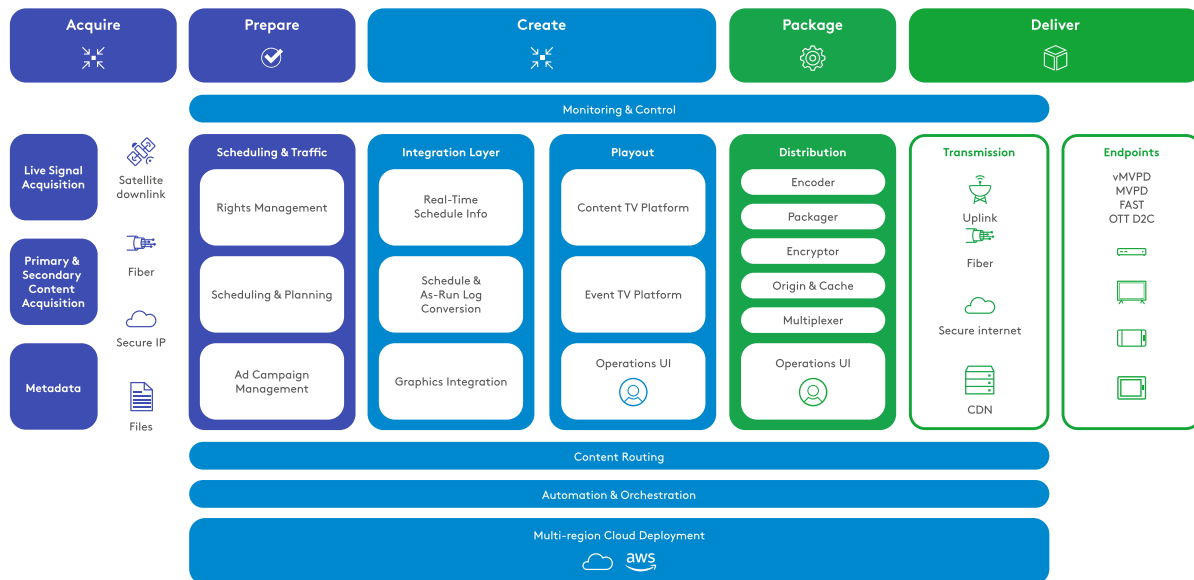 Acquire
Prepare
Create
Package
Deliver
Monitoring & Control
Live Signal
Acquisition
Primary &
Secondary
Content
Acquisition
Metadata
Satellite
downlink
Fiber
Secure IP
Files
Scheduling & Traffic
Rights Management
Scheduling & Planning
Ad Campaign
Management
Integration Layer
Real-Time
Schedule Info
Schedule &
As-Run Log
Conversion
Graphics Integration
Playout
Content TV Platform
Event TV Platform
Operations UI
Distribution
Encoder
Packager
Encryptor
Origin & Cache
Multiplexer
Operations UI
Transmission
Uplink
Fiber
Secure internet
CDN
Endpoints
vMVPD
MVPD
FAST
OTT D2C
Content Routing
Automation & Orchestration
Multi-region Cloud Deployment
aws